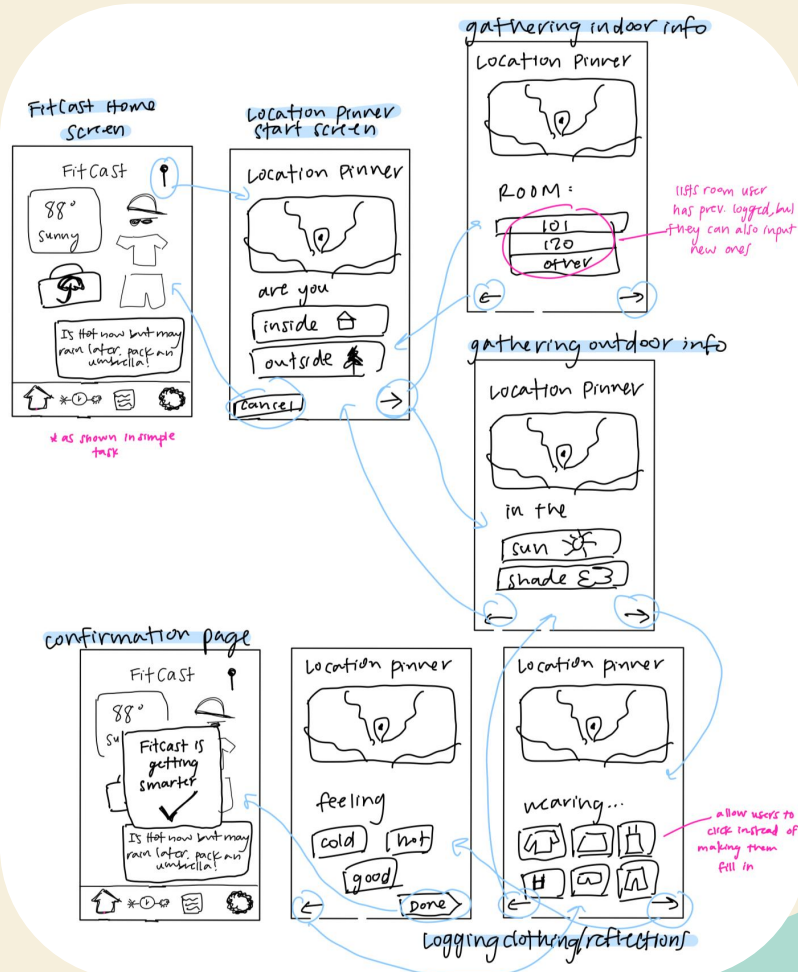 FitCast Home
screen
FitCast
88°
sunny
Is Hot now but may
rain later. pack an
umbrella!
* as shown in simple
task
Location pinner
start screen
Location Pinner
are you
inside
outside
cancel
gathering indoor info
Location Pinner
ROOM:
101
120
other
lists room user
has prev. logged, but
they can also input
new ones
gathering outdoor info
Location Pinner
in the
sun
shade
confirmation page
FitCast
88°
su
FitCast is
getting
smarter
Is Hot now but may
rain later. pack an
umbrella!
Location pinner
feeling
cold
hot
good
Done
Location pinner
wearing...
allow users to
click instead of
making them
fill in
Logging clothing/reflections